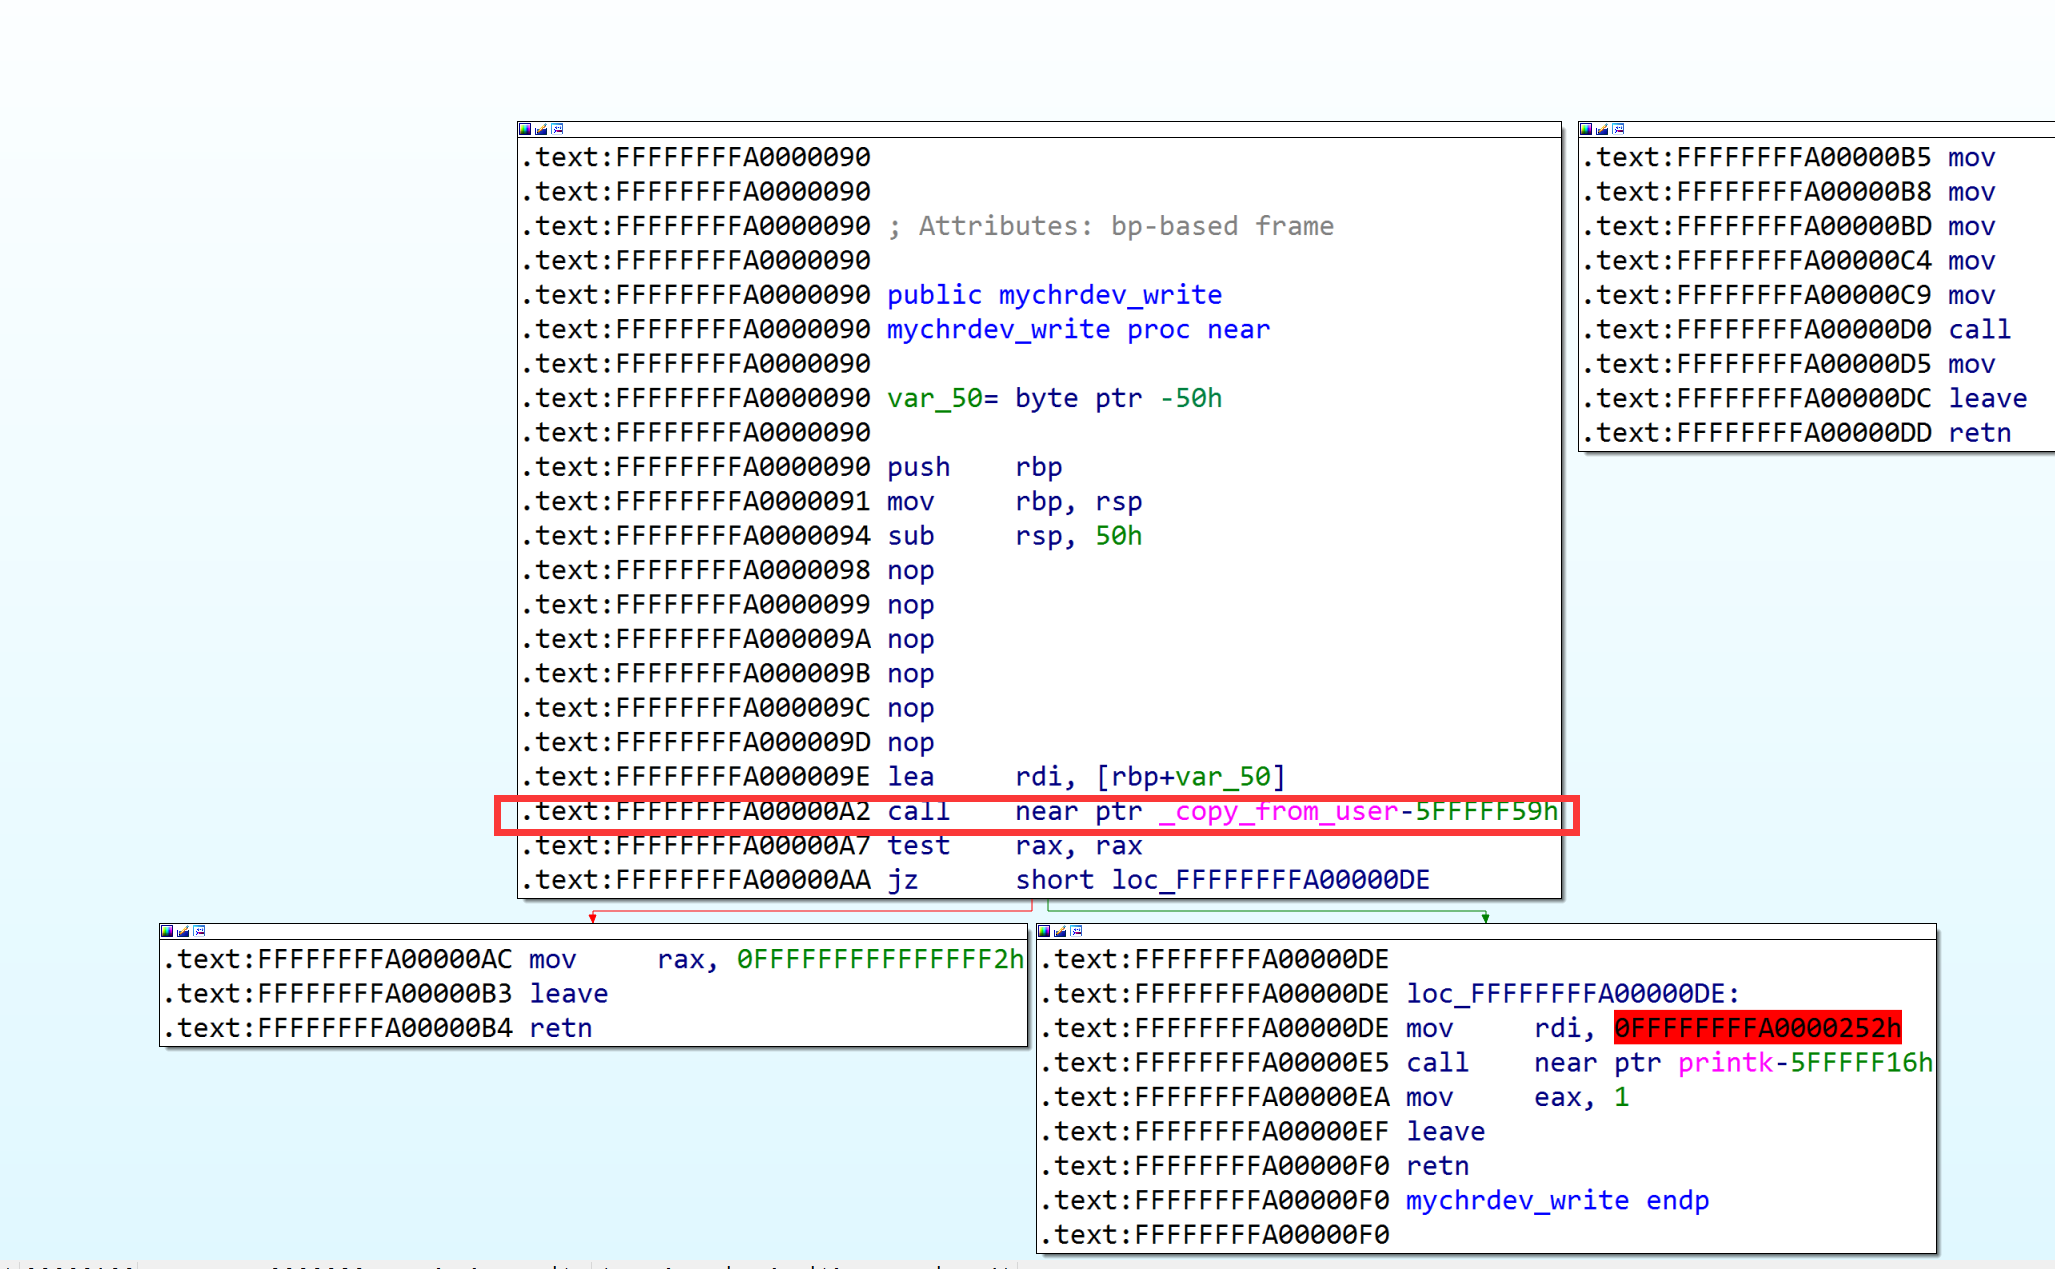 .text:FFFFFFFFA0000090
.text:FFFFFFFFA0000090
.text:FFFFFFFFA0000090 ; Attributes: bp-based frame
.text:FFFFFFFFA0000090
.text:FFFFFFFFA0000090 public mychrdev_write
.text:FFFFFFFFA0000090 mychrdev_write proc near
.text:FFFFFFFFA0000090
.text:FFFFFFFFA0000090 var_50= byte ptr -50h
.text:FFFFFFFFA0000090
.text:FFFFFFFFA0000090 push rbp
.text:FFFFFFFFA0000091 mov rbp, rsp
.text:FFFFFFFFA0000094 sub rsp, 50h
.text:FFFFFFFFA0000098 nop
.text:FFFFFFFFA0000099 nop
.text:FFFFFFFFA000009A nop
.text:FFFFFFFFA000009B nop
.text:FFFFFFFFA000009C nop
.text:FFFFFFFFA000009D nop
.text:FFFFFFFFA000009E lea rdi, [rbp+var_50]
.text:FFFFFFFFA00000A2 call near ptr _copy_from_user-5FFFFF59h
.text:FFFFFFFFA00000A7 test rax, rax
.text:FFFFFFFFA00000AA jz short loc_FFFFFFFFA00000DE
.text:FFFFFFFFA00000B5 mov
.text:FFFFFFFFA00000B8 mov
.text:FFFFFFFFA00000BD mov
.text:FFFFFFFFA00000C4 mov
.text:FFFFFFFFA00000C9 mov
.text:FFFFFFFFA00000D0 call
.text:FFFFFFFFA00000D5 mov
.text:FFFFFFFFA00000DC leave
.text:FFFFFFFFA00000DD retn
.text:FFFFFFFFA00000AC mov rax, 0FFFFFFFFFFFFFFF2h
.text:FFFFFFFFA00000B3 leave
.text:FFFFFFFFA00000B4 retn
.text:FFFFFFFFA00000DE
.text:FFFFFFFFA00000DE loc_FFFFFFFFA00000DE:
.text:FFFFFFFFA00000DE mov rdi, 0FFFFFFFFA0000252h
.text:FFFFFFFFA00000E5 call near ptr printk-5FFFFF16h
.text:FFFFFFFFA00000EA mov eax, 1
.text:FFFFFFFFA00000EF leave
.text:FFFFFFFFA00000F0 retn
.text:FFFFFFFFA00000F0 mychrdev_write endp
.text:FFFFFFFFA00000F0